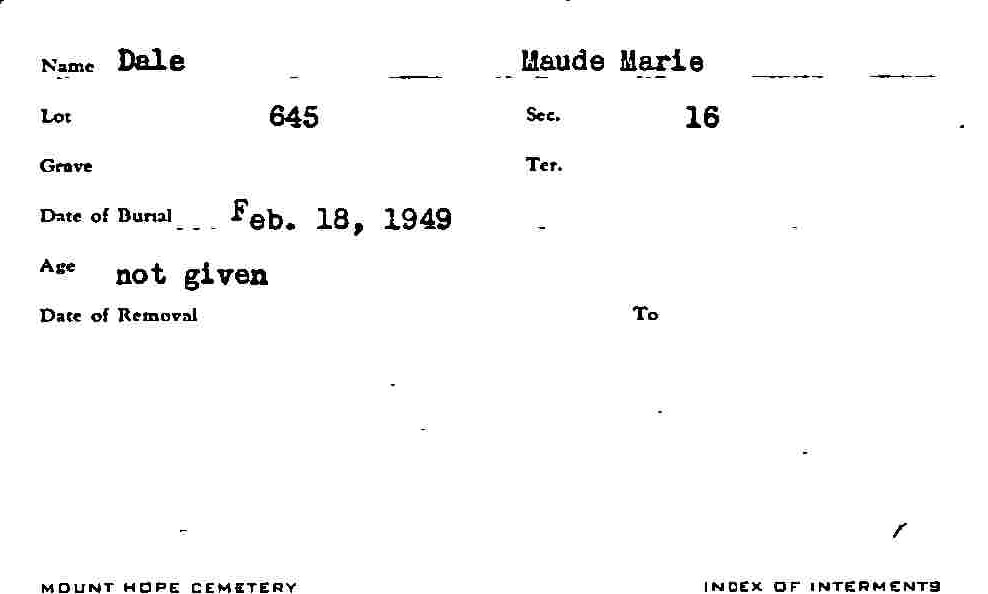 Name Dale Maude Marie
Lot 645 Sec. 16
Grave Ter.
Date of Burial Feb. 18, 1949
Age not given
Date of Removal To
MOUNT HOPE CEMETERY INDEX OF INTERMENTS